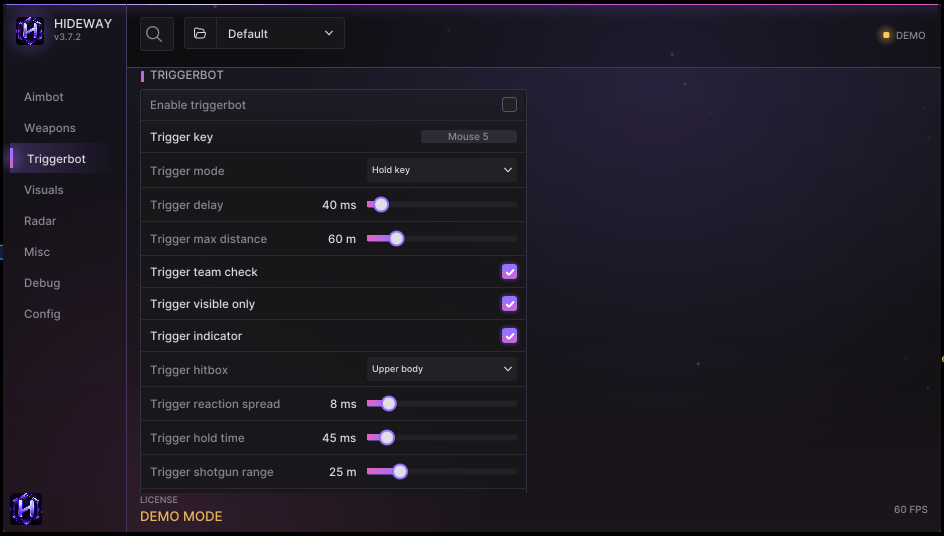 HIDEWAY
v3.7.2
Default
DEMO
Aimbot
Weapons
Triggerbot
Visuals
Radar
Misc
Debug
Config
TRIGGERBOT
Enable triggerbot
Trigger key Mouse 5
Trigger mode Hold key
Trigger delay 40 ms
Trigger max distance 60 m
Trigger team check
Trigger visible only
Trigger indicator
Trigger hitbox Upper body
Trigger reaction spread 8 ms
Trigger hold time 45 ms
Trigger shotgun range 25 m
LICENSE
DEMO MODE
60 FPS